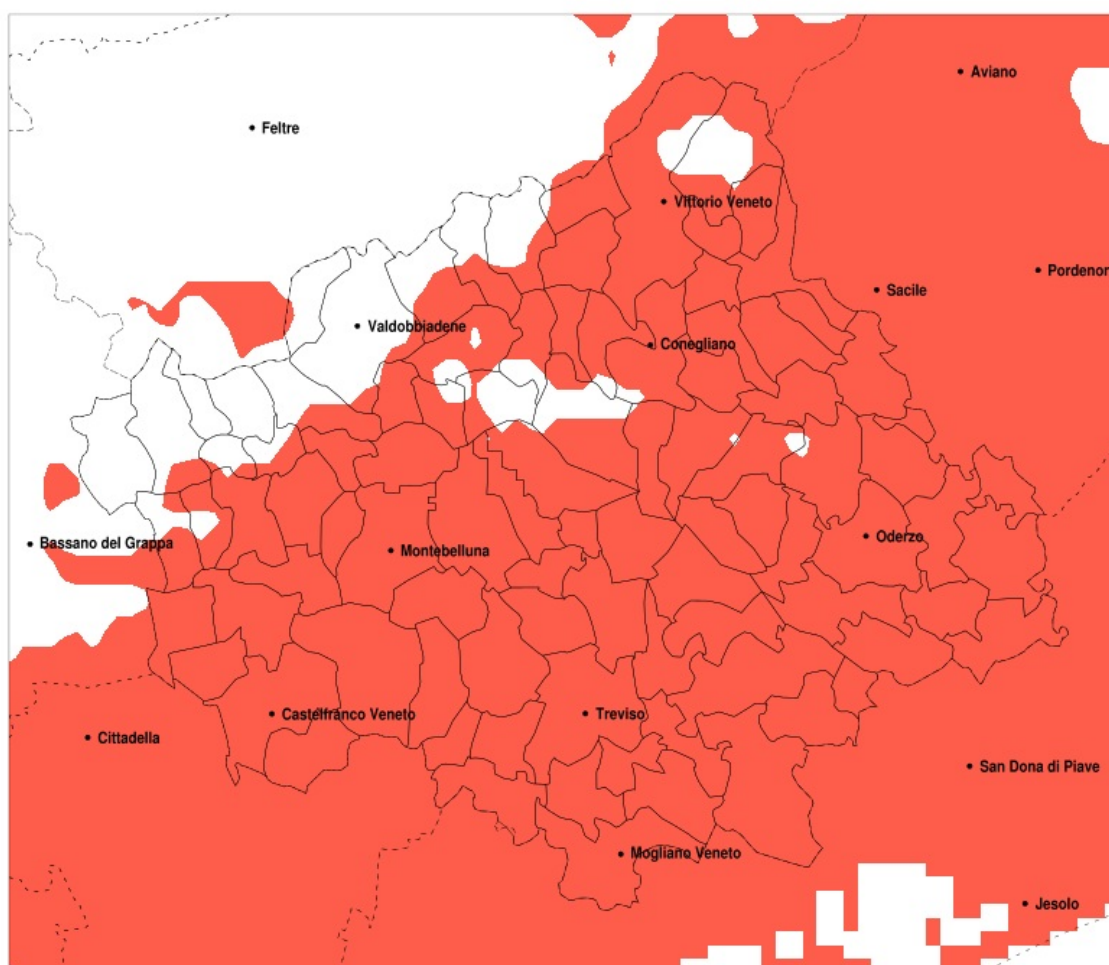 Aviano
Feltre
Vittorio Veneto
Pordenor
Sacile
Valdobbiadene
Conegliano
Oderzo
Bassano del Grappa
Montebelluna
Castelfranco Veneto
Treviso
Cittadella
San Dona di Piave
Mogliano Veneto
Jesolo